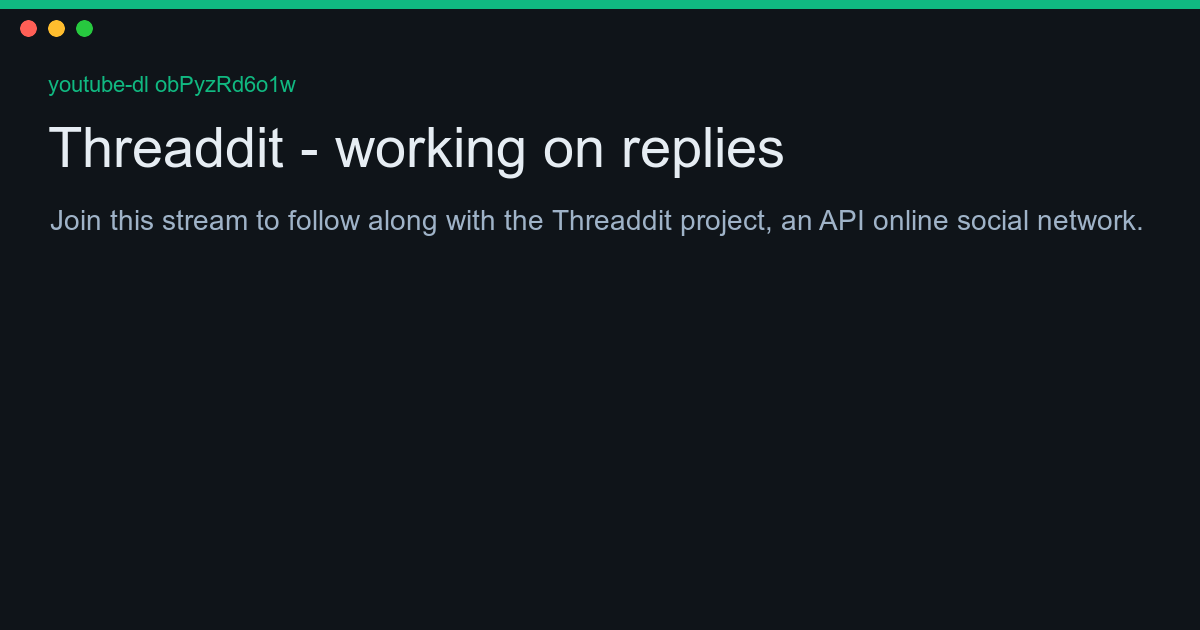 youtube-dl obPyzRd6o1w
Threaddit - working on replies
Join this stream to follow along with the Threaddit project, an API online social network.